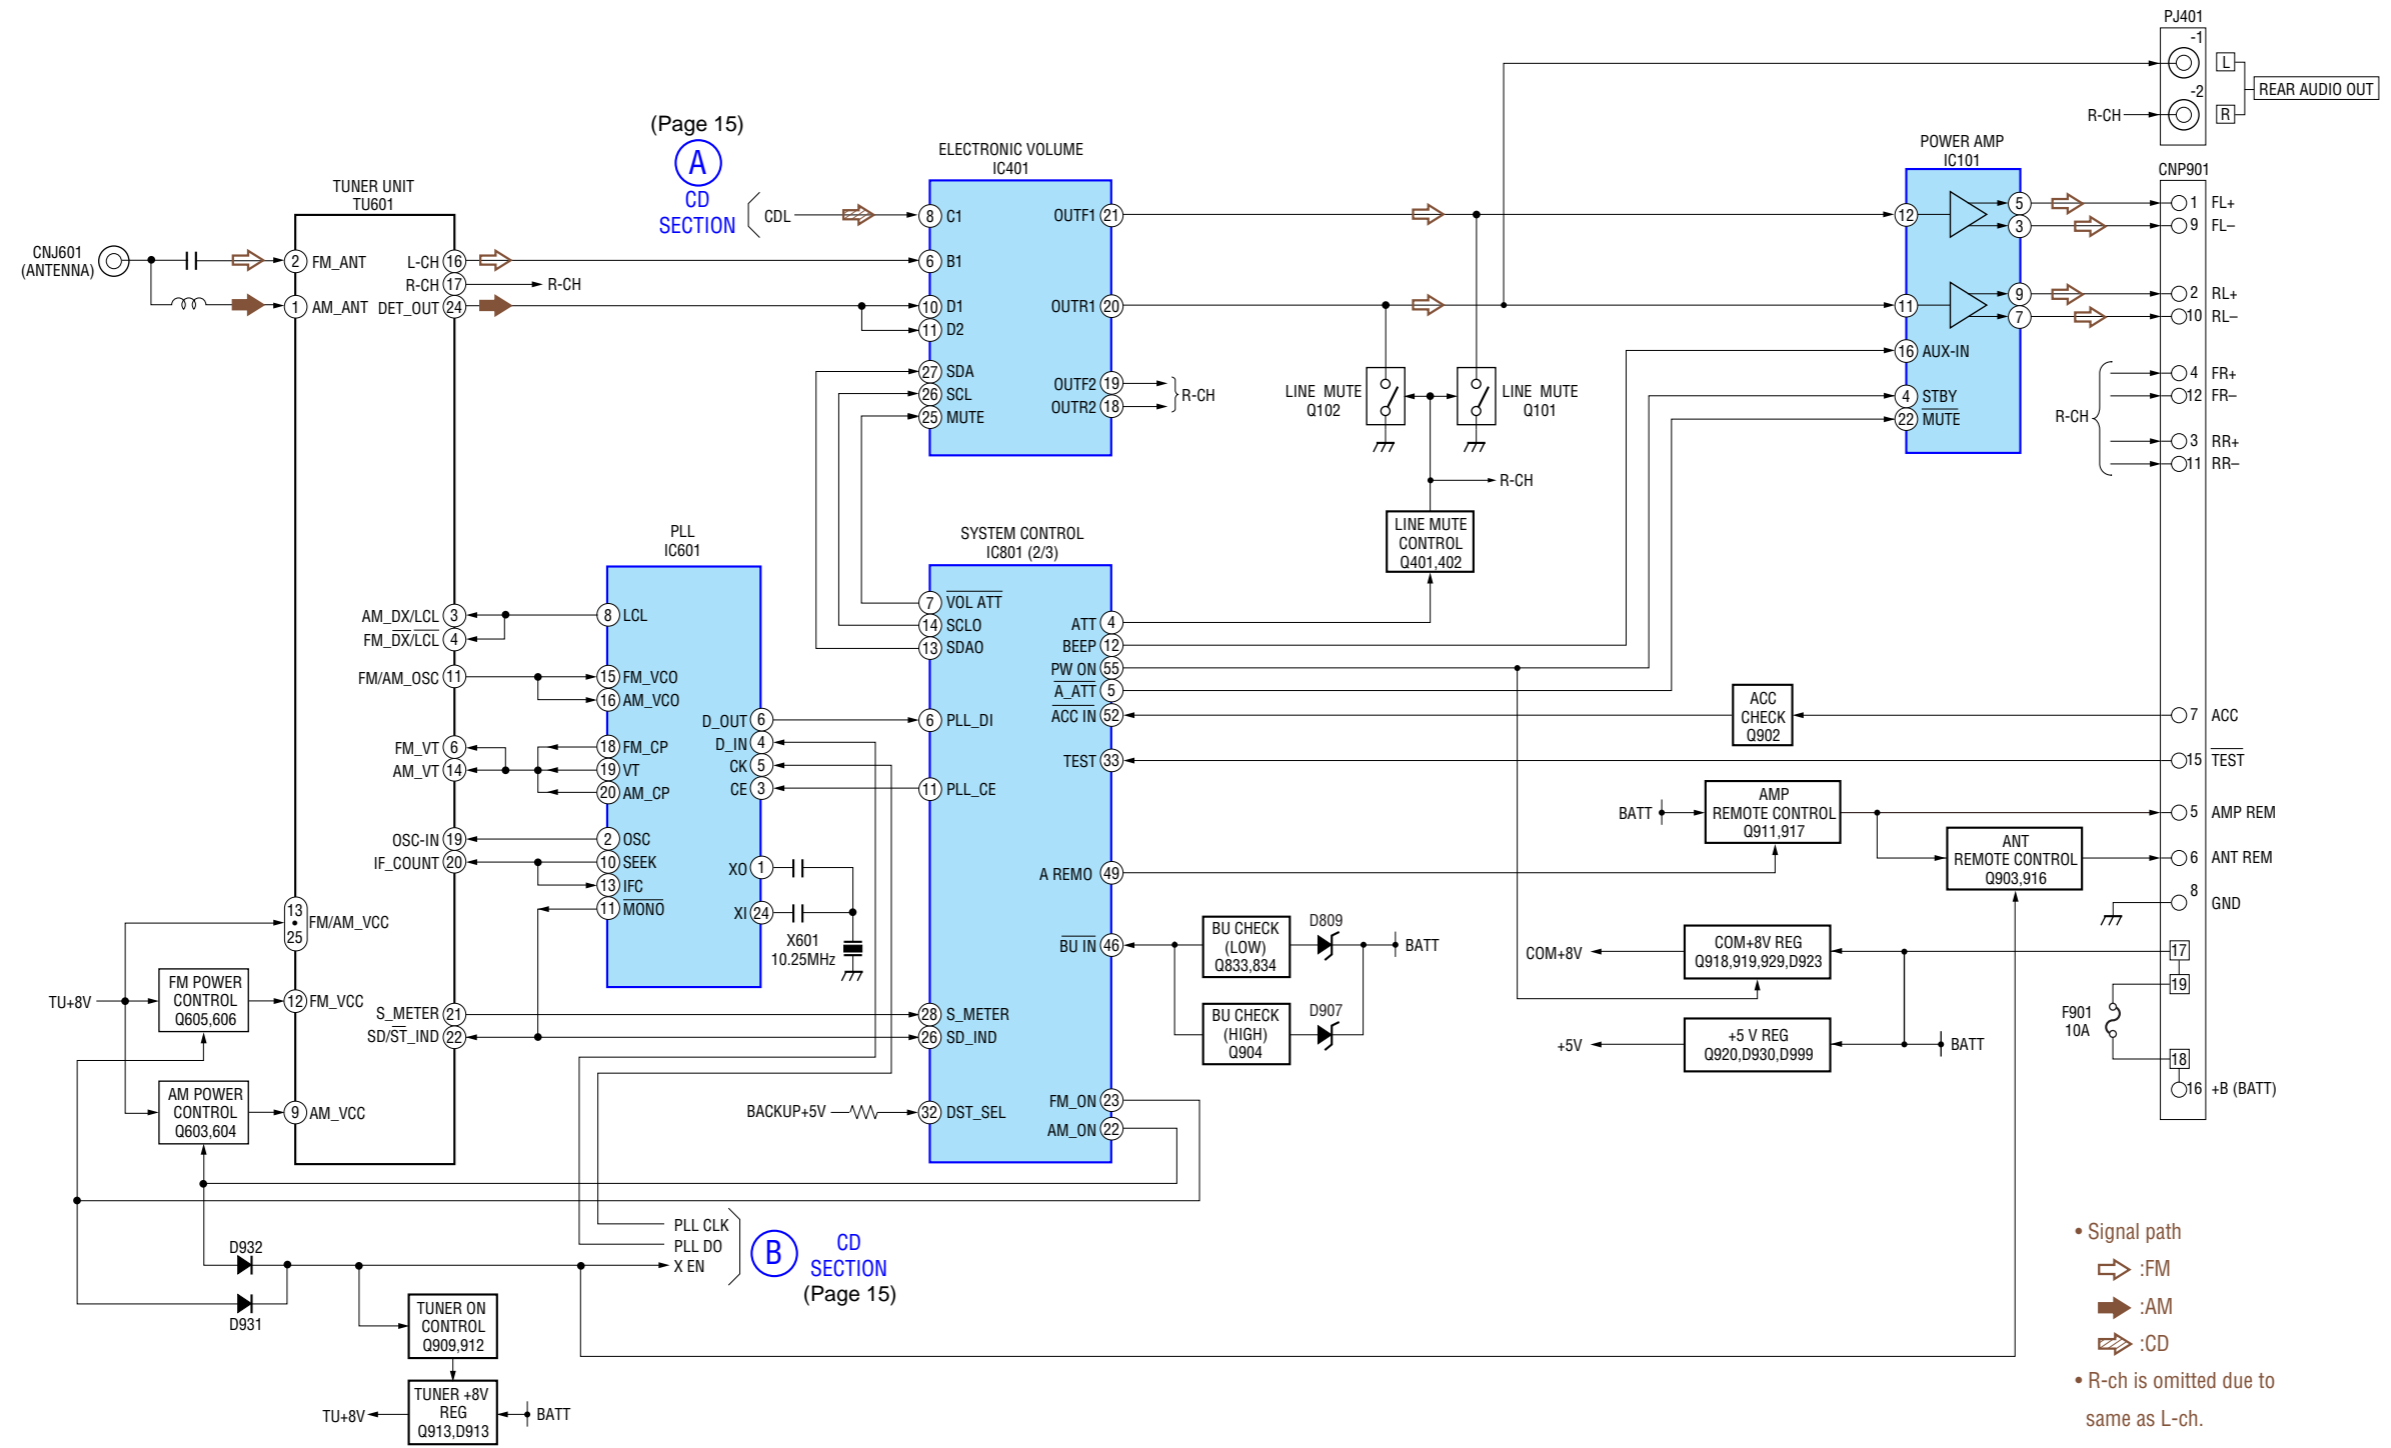 PJ401
-1
L
REAR AUDIO OUT
-2
R-CH
R
(Page 15)
A
CD
SECTION
CDL
ELECTRONIC VOLUME
IC401
8 C1
6 B1
10 D1
11 D2
27 SDA
26 SCL
25 MUTE
OUTF1 21
OUTR1 20
OUTF2 19
OUTR2 18
R-CH
POWER AMP
IC101
12
11
16 AUX-IN
4 STBY
22 MUTE
5
3
9
7
CNP901
1 FL+
9 FL–
2 RL+
10 RL–
R-CH
4 FR+
12 FR–
3 RR+
11 RR–
7 ACC
15 TEST
5 AMP REM
6 ANT REM
8 GND
17
19
F901
10A
18
16 +B (BATT)
TUNER UNIT
TU601
CNJ601
(ANTENNA)
2 FM_ANT
1 AM_ANT
L-CH 16
R-CH 17
R-CH
DET_OUT 24
AM_DX/LCL 3
FM_DX/LCL 4
FM/AM_OSC 11
FM_VT 6
AM_VT 14
OSC-IN 19
IF_COUNT 20
13
25
FM/AM_VCC
12 FM_VCC
9 AM_VCC
S_METER 21
SD/ST_IND 22
TU+8V
FM POWER
CONTROL
Q605,606
AM POWER
CONTROL
Q603,604
PLL
IC601
8 LCL
15 FM_VCO
16 AM_VCO
18 FM_CP
19 VT
20 AM_CP
2 OSC
10 SEEK
13 IFC
11 MONO
D_OUT 6
D_IN 4
CK 5
CE 3
XO 1
XI 24
X601
10.25MHz
SYSTEM CONTROL
IC801 (2/3)
7 VOL ATT
14 SCLO
13 SDAO
6 PLL_DI
11 PLL_CE
28 S_METER
26 SD_IND
BACKUP+5V
32 DST_SEL
ATT 4
BEEP 12
PW ON 55
A_ATT 5
ACC IN 52
TEST 33
A REMO 49
BU IN 46
FM_ON 23
AM_ON 22
LINE MUTE
Q102
LINE MUTE
Q101
R-CH
LINE MUTE
CONTROL
Q401,402
ACC
CHECK
Q902
BATT
AMP
REMOTE CONTROL
Q911,917
ANT
REMOTE CONTROL
Q903,916
BU CHECK
(LOW)
Q833,834
D809
BATT
BU CHECK
(HIGH)
Q904
D907
COM+8V
COM+8V REG
Q918,919,929,D923
+5V
+5 V REG
Q920,D930,D999
BATT
PLL CLK
PLL DO
X EN
B
CD
SECTION
(Page 15)
D932
D931
TUNER ON
CONTROL
Q909,912
TUNER +8V
REG
Q913,D913
TU+8V
BATT
• Signal path
:FM
:AM
:CD
• R-ch is omitted due to
same as L-ch.